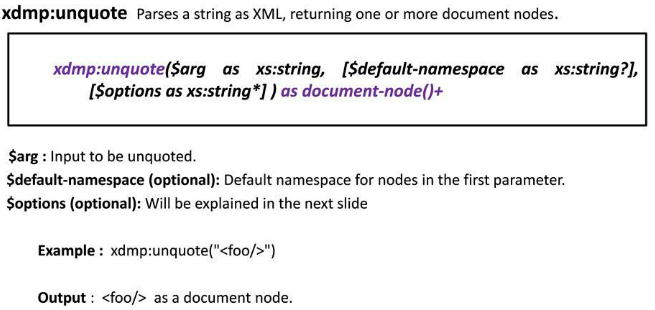 xdmp:unquote Parses a string as XML, returning one or more document nodes.
xdmp:unquote($arg as xs:string, [$default-namespace as xs:string?],
[$options as xs:string*] ) as document-node()+
$arg : Input to be unquoted.
$default-namespace (optional): Default namespace for nodes in the first parameter.
$options (optional): Will be explained in the next slide
Example : xdmp:unquote("<foo/>")
Output : <foo/> as a document node.